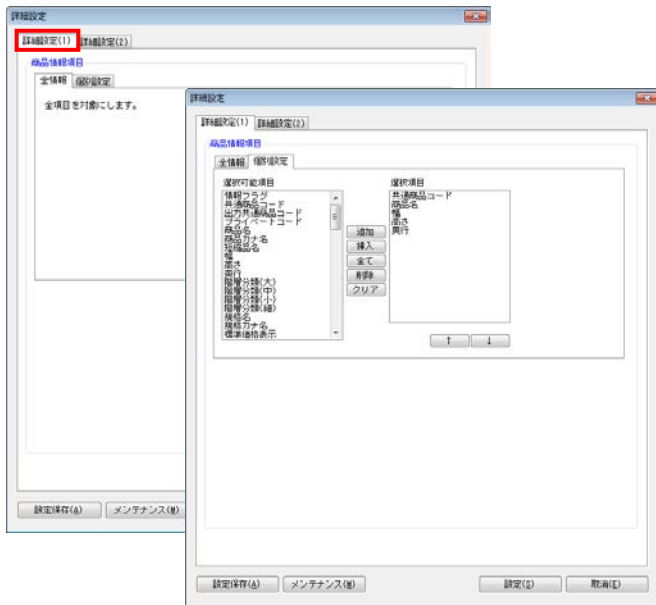 詳細設定
詳細設定(1) 詳細設定(2)
商品情報項目
全情報 個別設定
全項目を対象にします。
設定保存(A) メンテナンス(M)
詳細設定
詳細設定(1) 詳細設定(2)
商品情報項目
全情報 個別設定
選択可能項目
情報フラグ
共通商品コード
出力共通商品コード
プライベートコード
商品名
商品カナ名
短縮品名
幅
高さ
奥行
階層分類(大)
階層分類(中)
階層分類(小)
階層分類(細)
規格名
規格カナ名
標準価格表示
追加
挿入
全て
削除
クリア
選択項目
共通商品コード
商品名
幅
高さ
奥行
↑ ↓
設定保存(A) メンテナンス(M) 設定(S) 取消(E)